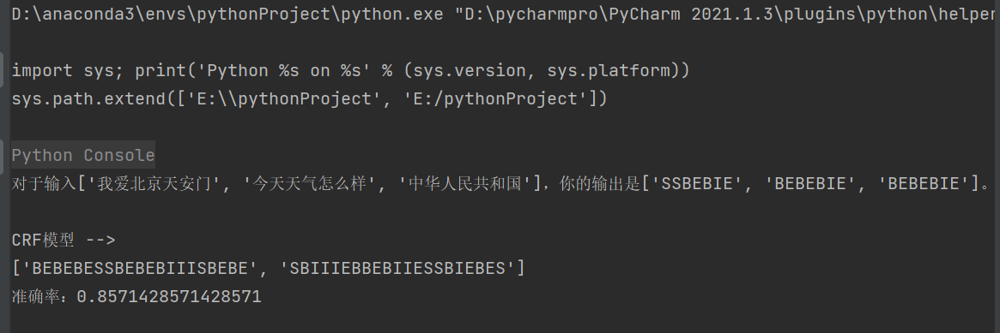 D:\anaconda3\envs\pythonProject\python.exe "D:\pycharmpro\PyCharm 2021.1.3\plugins\python\helper
import sys; print('Python %s on %s' % (sys.version, sys.platform))
sys.path.extend(['E:\\pythonProject', 'E:/pythonProject'])
Python Console
对于输入['我爱北京天安门', '今天天气怎么样', '中华人民共和国'], 你的输出是['SSBEBIE', 'BEBEBIE', 'BEBEBIE']。
CRF模型 -->
['BEBEBESSBEBEBIIISBEBE', 'SBIIIEBBEBIIESSBIEBES']
准确率: 0.8571428571428571